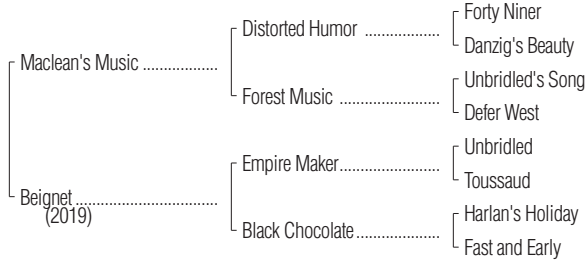 Forty Niner
Distorted Humor ..................
Danzig's Beauty
Maclean's Music ..................
Unbridled's Song
Forest Music ........................
Defer West
Unbridled
Empire Maker........................
Toussaud
Beignet..................................
(2019)
Harlan's Holiday
Black Chocolate....................
Fast and Early